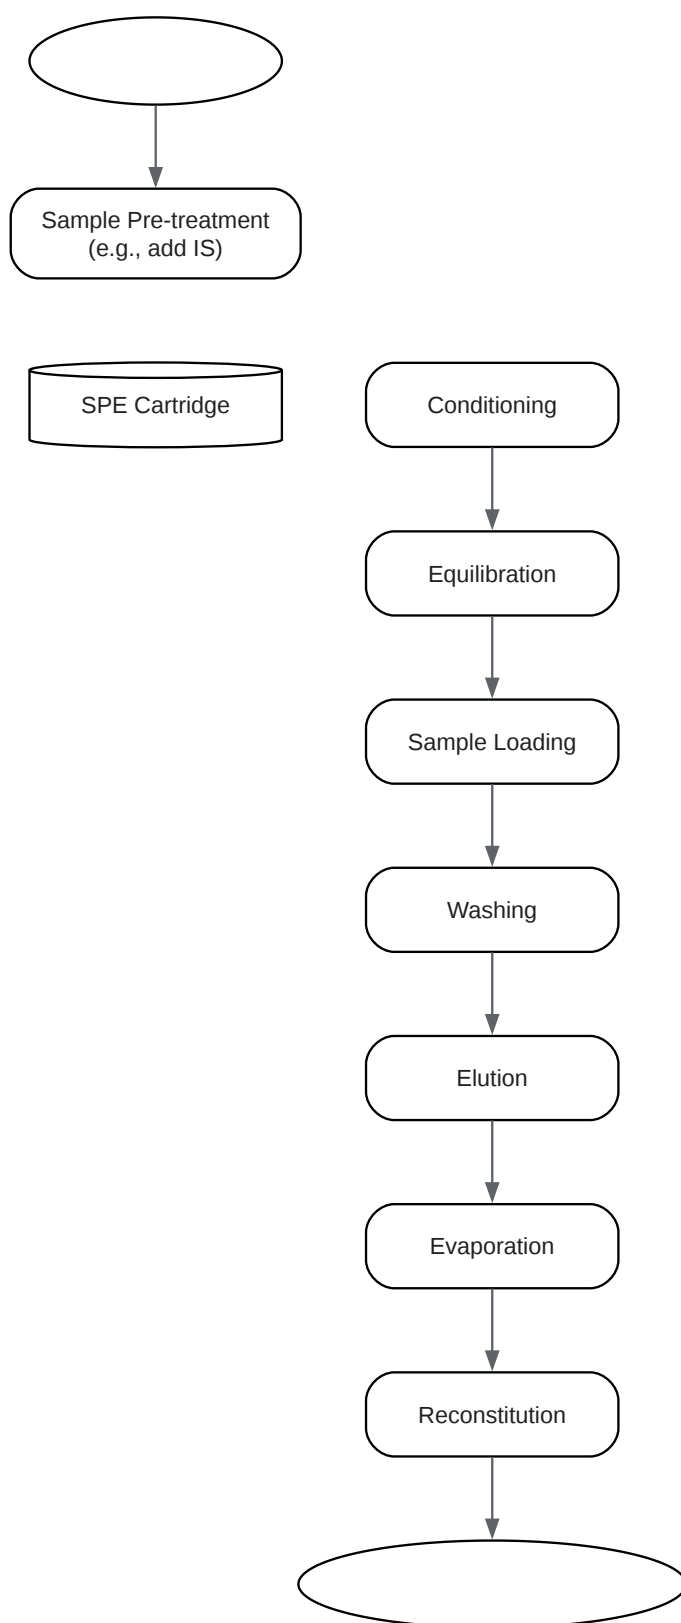 Sample Pre-treatment
(e.g., add IS)
SPE Cartridge
Conditioning
Equilibration
Sample Loading
Washing
Elution
Evaporation
Reconstitution